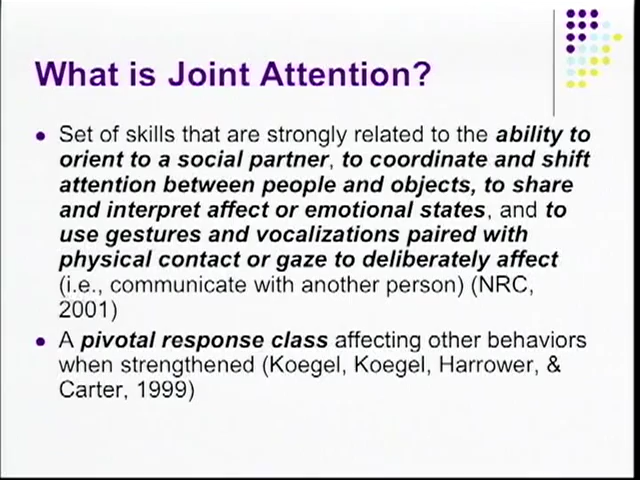 What is Joint Attention?
Set of skills that are strongly related to the ability to
orient to a social partner, to coordinate and shift
attention between people and objects, to share
and interpret affect or emotional states, and to
use gestures and vocalizations paired with
physical contact or gaze to deliberately affect
(i.e., communicate with another person) (NRC,
2001)
A pivotal response class affecting other behaviors
when strengthened (Koegel, Koegel, Harrower, &
Carter, 1999)